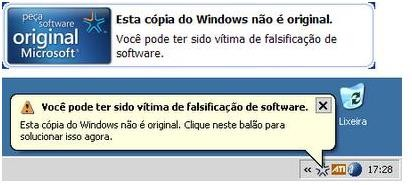 peça
software
original
Microsoft®
Esta cópia do Windows não é original.
Você pode ter sido vítima de falsificação de
software.
Você pode ter sido vítima de falsificação de software.
Esta cópia do Windows não é original. Clique neste balão para
solucionar isso agora.
Lixeira
« ATI 17:28